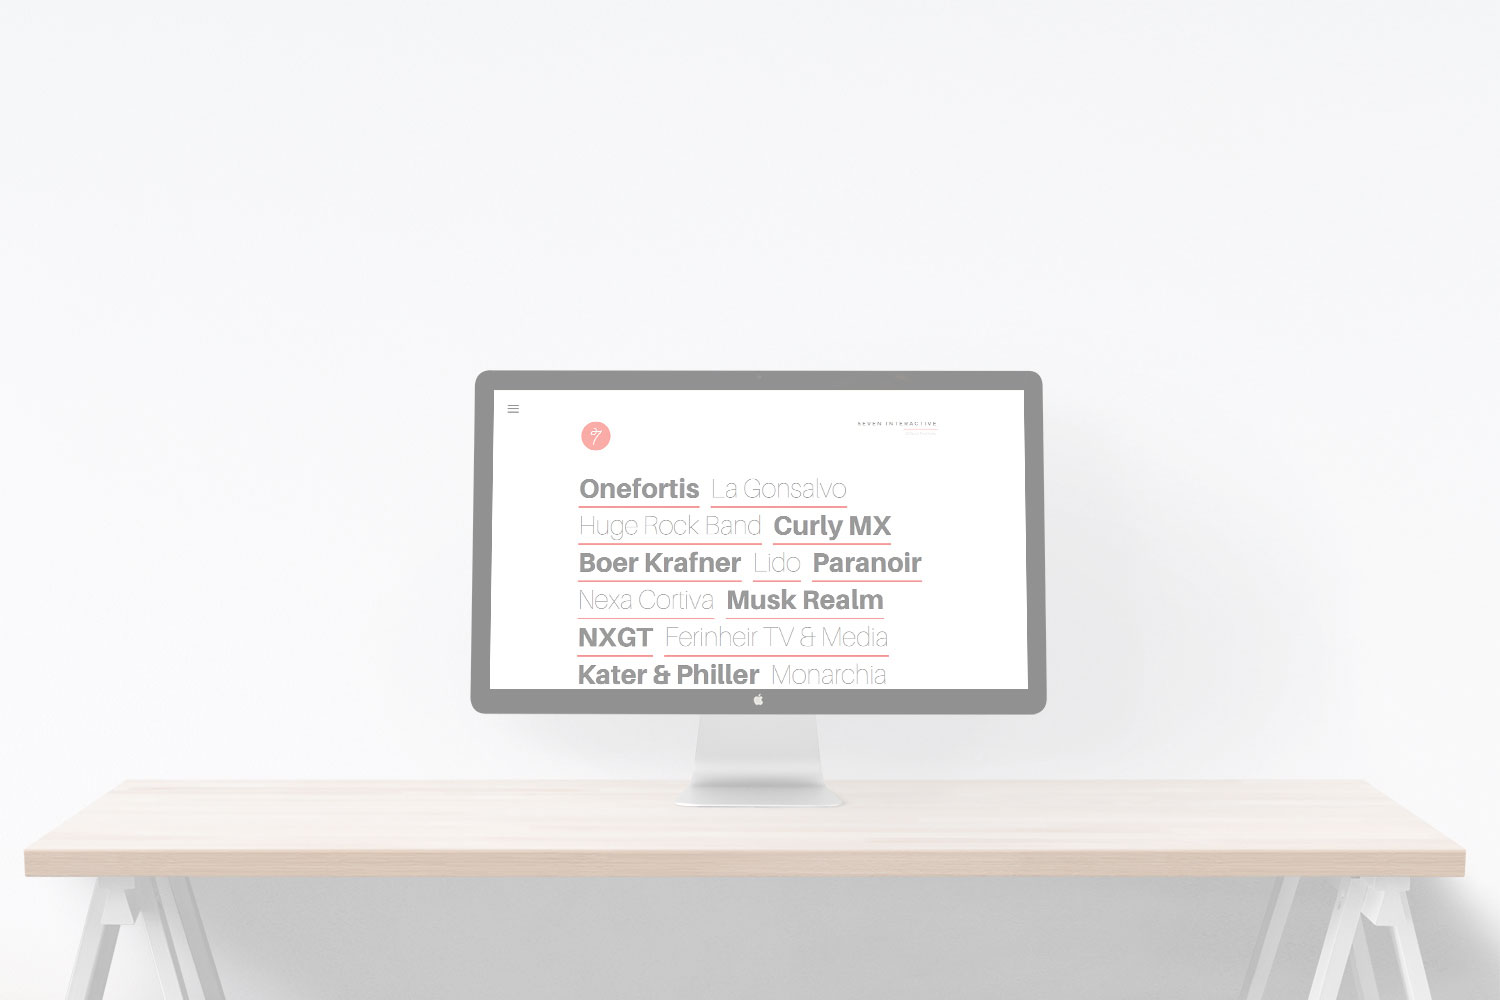 7
SEVEN INTERACTIVE
Onefortis La Gonsalvo
Huge Rock Band Curly MX
Boer Krafner Lido Paranoir
Nexa Cortiva Musk Realm
NXGT Ferinheir TV & Media
Kater & Philler Monarchia